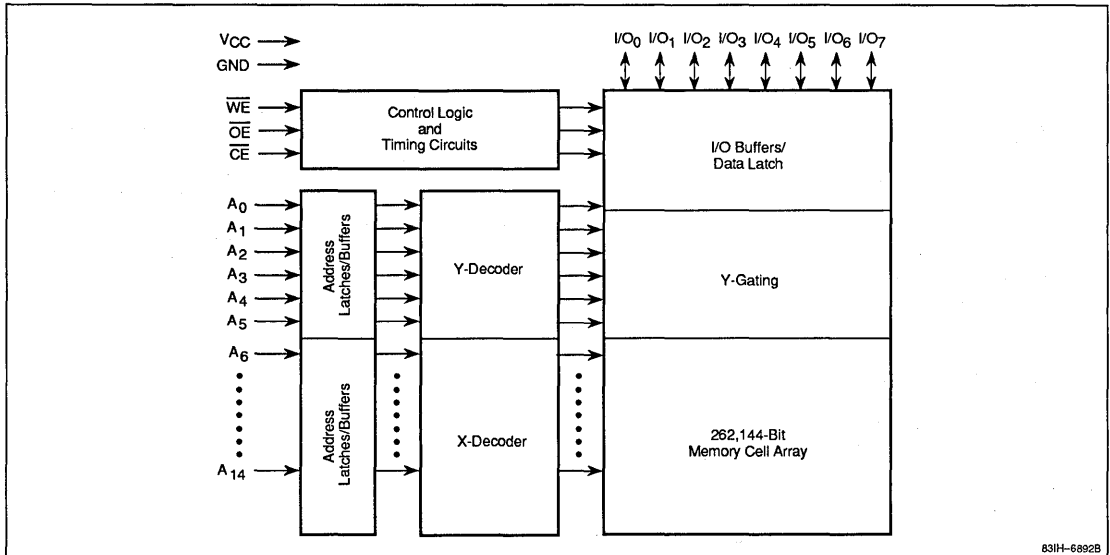 VCC
GND
I/O0 I/O1 I/O2 I/O3 I/O4 I/O5 I/O6 I/O7
WE
OE
CE
Control Logic
and
Timing Circuits
I/O Buffers/
Data Latch
A0
A1
A2
A3
A4
A5
Address
Latches/Buffers
Y-Decoder
Y-Gating
A6
A14
Address
Latches/Buffers
X-Decoder
262,144-Bit
Memory Cell Array
83IH-6892B